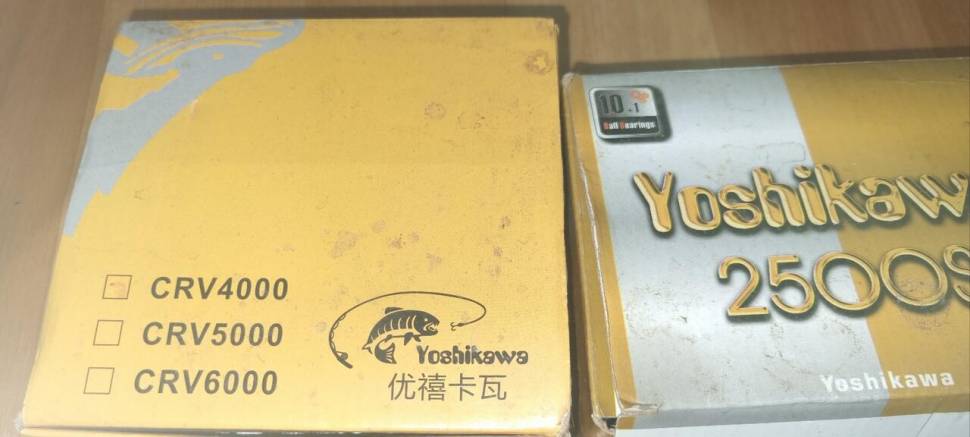 CRV4000
CRV5000
CRV6000
Yoshikawa
优禧卡瓦
10+1
Ball Bearings
Yoshikaw
2500S
Yoshikawa